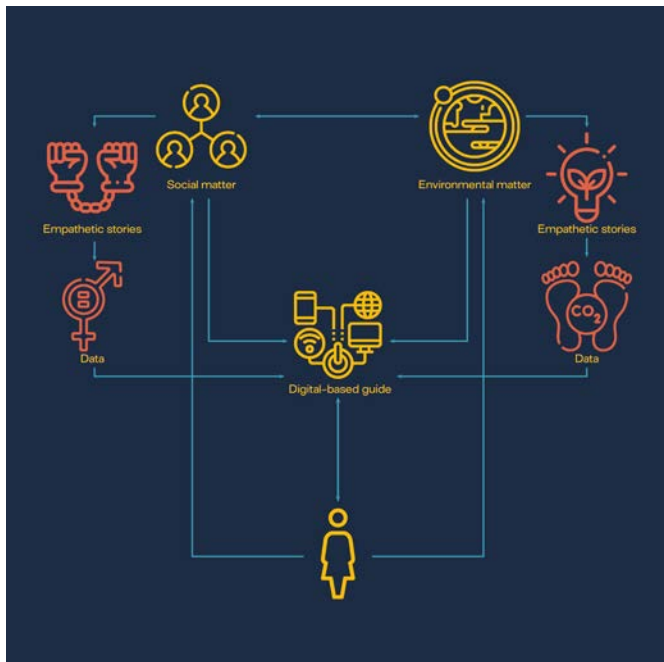 Social matter
Environmental matter
Empathetic stories
Empathetic stories
CO2
Data
Data
Digital-based guide